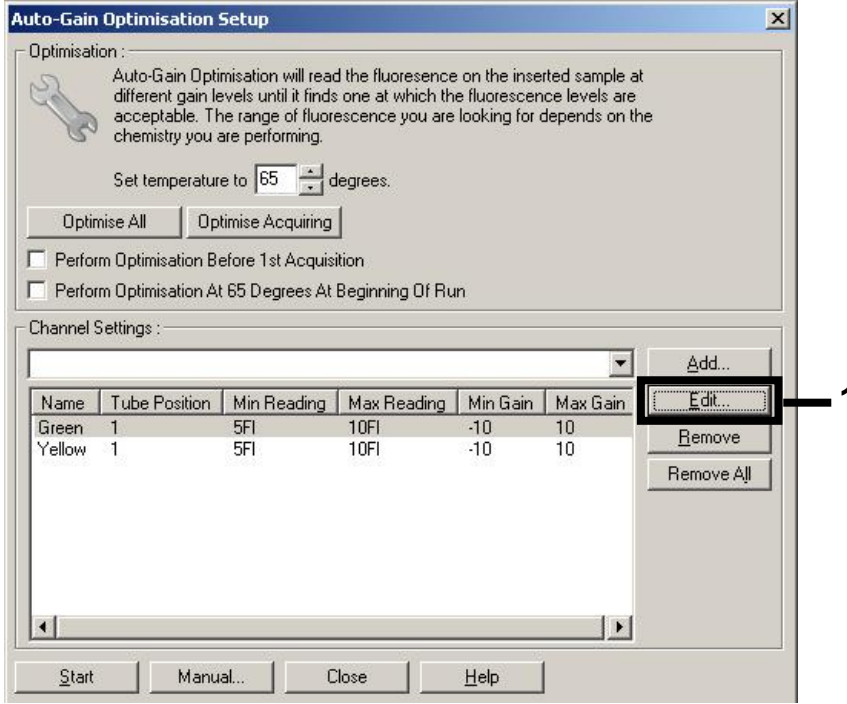 Auto-Gain Optimisation Setup
Optimisation :
Auto-Gain Optimisation will read the fluoresence on the inserted sample at
different gain levels until it finds one at which the fluorescence levels are
acceptable. The range of fluorescence you are looking for depends on the
chemistry you are performing.
Set temperature to 65 degrees.
Optimise All Optimise Acquiring
Perform Optimisation Before 1st Acquisition
Perform Optimisation At 65 Degrees At Beginning Of Run
Channel Settings :
Add...
Name Tube Position Min Reading Max Reading Min Gain Max Gain Edit... 1
Green 1 5Fl 10Fl -10 10
Yellow 1 5Fl 10Fl -10 10
Remove
Remove All
Start Manual... Close Help